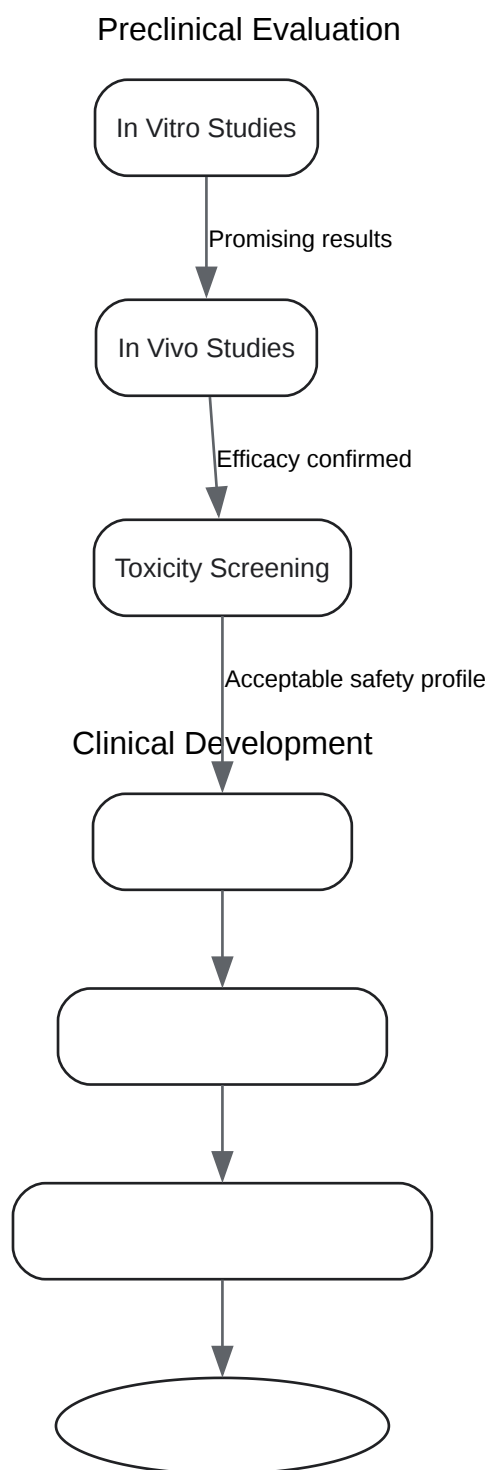 Preclinical Evaluation
In Vitro Studies
Promising results
In Vivo Studies
Efficacy confirmed
Toxicity Screening
Acceptable safety profile
Clinical Development